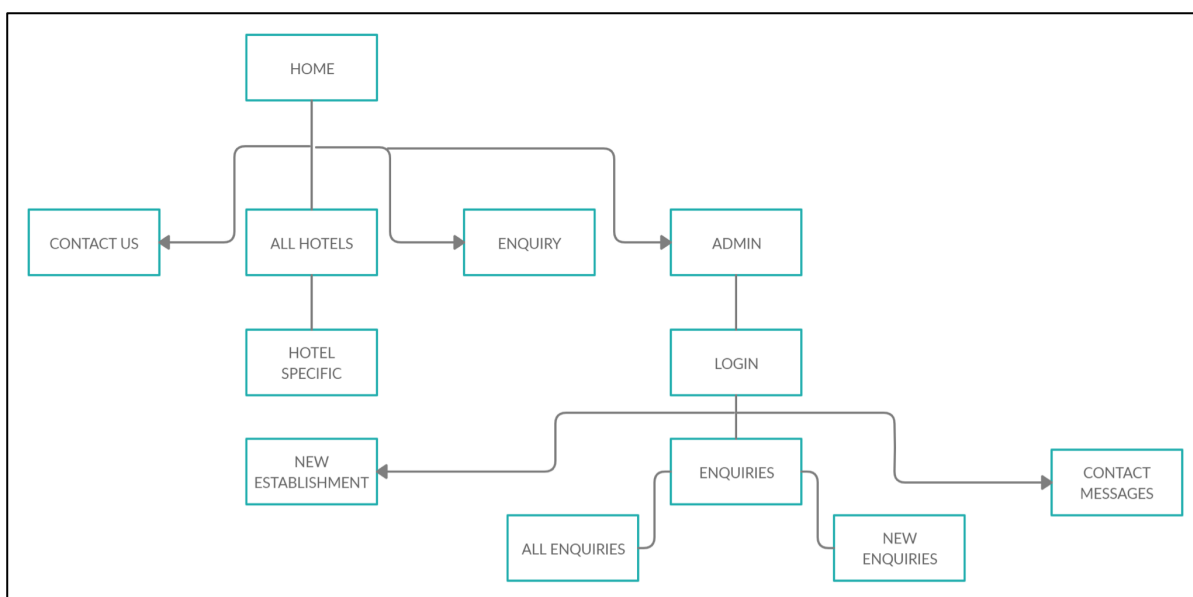 HOME
CONTACT US
ALL HOTELS
ENQUIRY
ADMIN
HOTEL
SPECIFIC
LOGIN
NEW
ESTABLISHMENT
ENQUIRIES
CONTACT
MESSAGES
ALL ENQUIRIES
NEW
ENQUIRIES